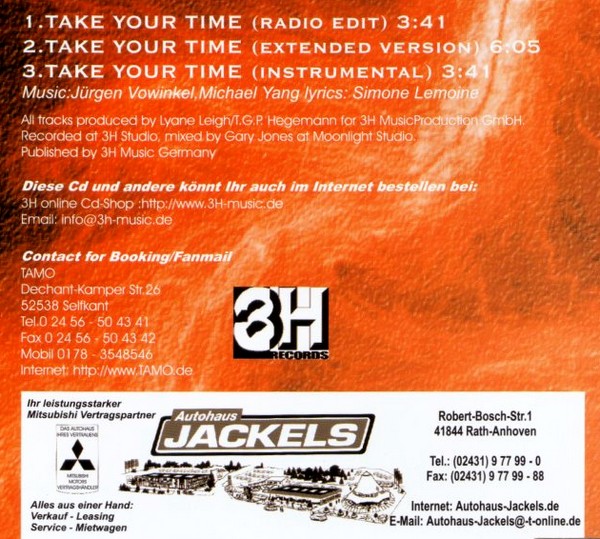 1.TAKE YOUR TIME (RADIO EDIT) 3:41
2.TAKE YOUR TIME (EXTENDED VERSION) 6:05
3.TAKE YOUR TIME (INSTRUMENTAL) 3:41
Music:Jürgen Vowinkel,Michael Yang lyrics: Simone Lemoine
All tracks produced by Lyane Leigh/T.G.P. Hegemann for 3H MusicProduction GmbH.
Recorded at 3H Studio, mixed by Gary Jones at Moonlight Studio.
Published by 3H Music Germany
Diese Cd und andere könnt Ihr auch im Internet bestellen bei:
3H online Cd-Shop :http://www.3H-music.de
Email: info@3h-music.de
Contact for Booking/Fanmail
TAMO
Dechant-Kamper Str.26
52538 Selfkant
Tel.0 24 56 - 50 43 41
Fax 0 24 56 - 50 43 42
Mobil 0178 - 3548546
Internet: http://www.TAMO.de
3H
RECORDS
Ihr leistungsstarker
Mitsubishi Vertragspartner
DAS AUTOHAUS
IHRES VERTRAUENS
MITSUBISHI
MOTORS
VERTRAGSHÄNDLER
Alles aus einer Hand:
Verkauf - Leasing
Service - Mietwagen
Autohaus
JACKELS
Robert-Bosch-Str.1
41844 Rath-Anhoven
Tel.: (02431) 9 77 99 - 0
Fax: (02431) 9 77 99 - 88
Internet: Autohaus-Jackels.de
E-Mail: Autohaus-Jackels@-t-online.de